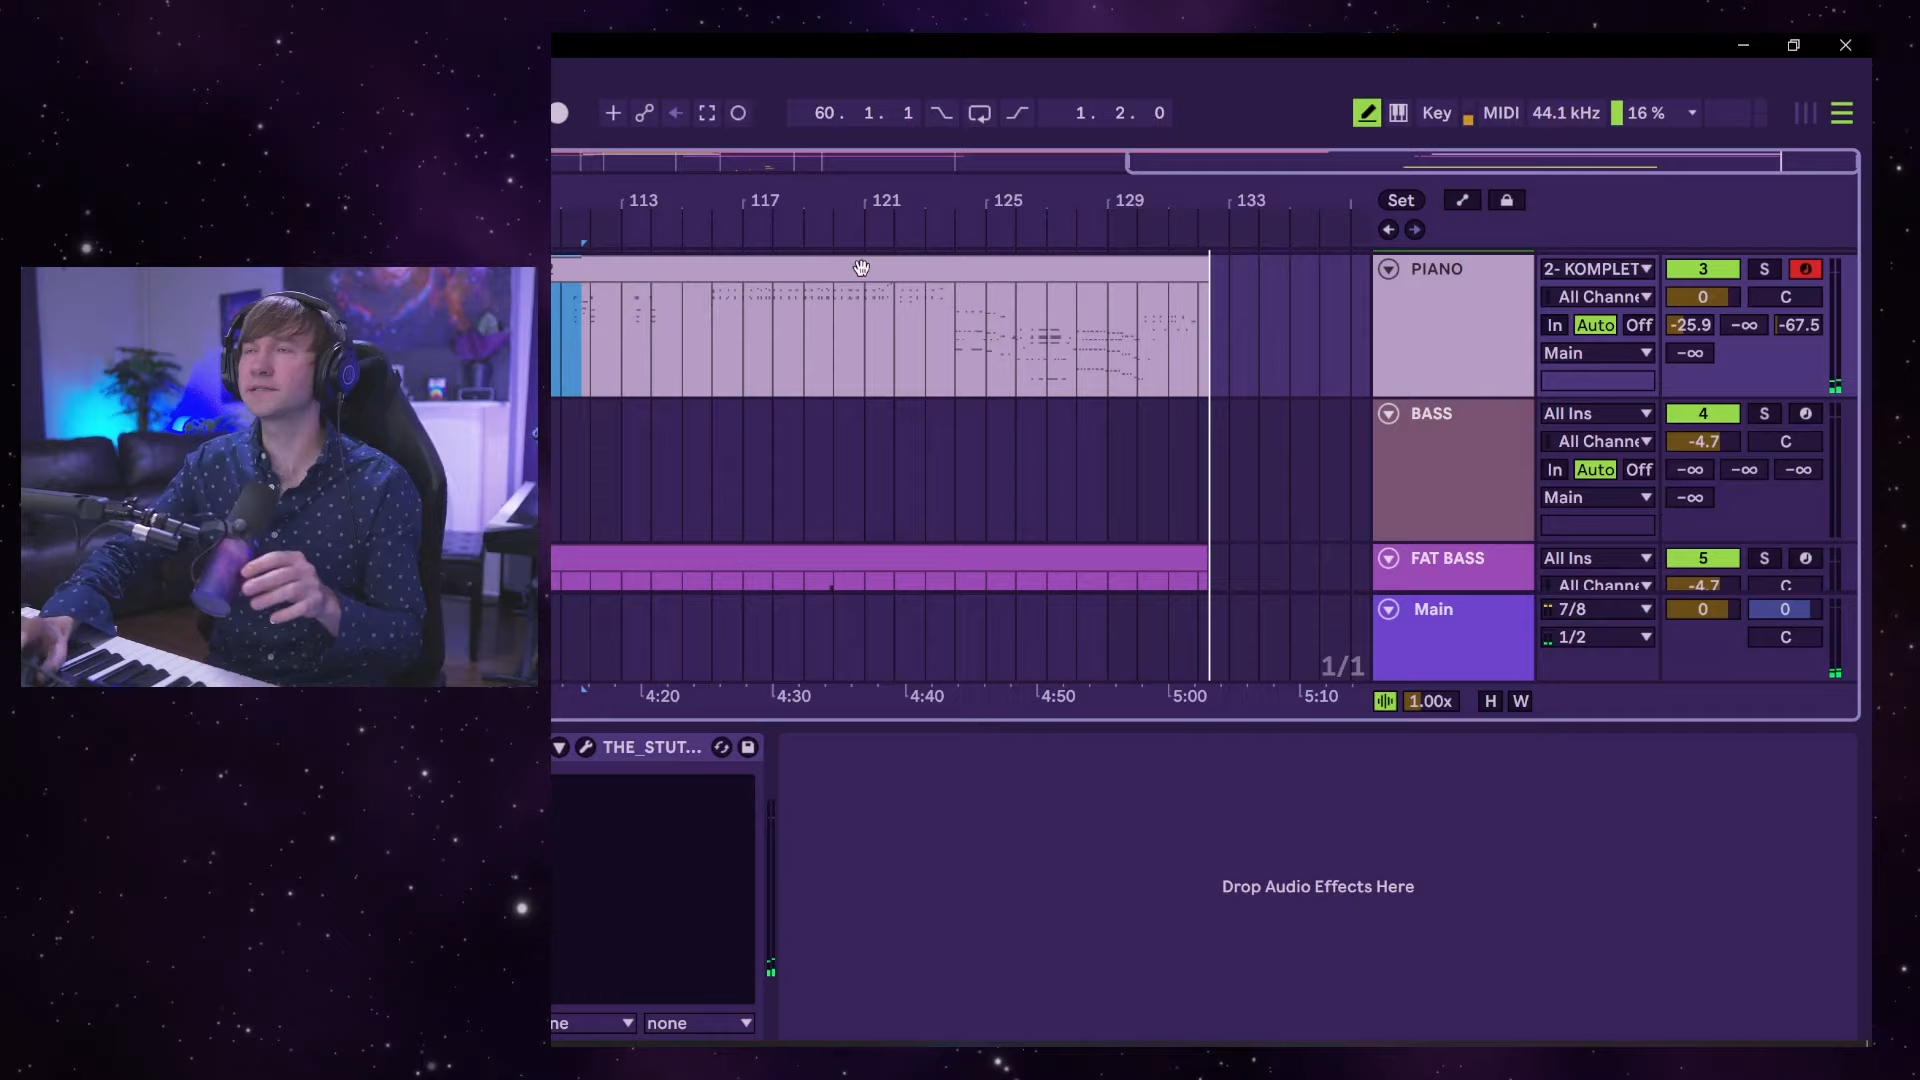 60. 1. 1
1. 2. 0
Key
MIDI
44.1 kHz
16 %
113 117 121 125 129 133
Set
PIANO
2- KOMPLET
3
S
All Channe
0
C
In Auto Off
-25.9
-∞
-67.5
Main
-∞
BASS
All Ins
4
S
All Channe
-4.7
C
In Auto Off
-∞
-∞
-∞
Main
-∞
FAT BASS
All Ins
5
S
All Channe
-4.7
C
Main
7/8
0
0
1/2
C
1/1
4:20 4:30 4:40 4:50 5:00 5:10
1.00x
H
W
THE_STUT...
Drop Audio Effects Here
ne
none